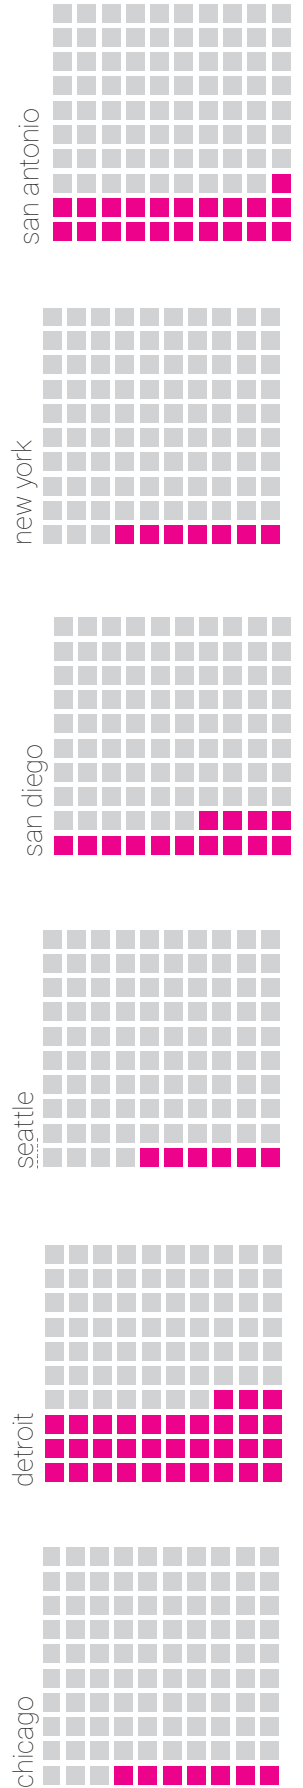 san antonio
new york
san diego
seattle
detroit
chicago